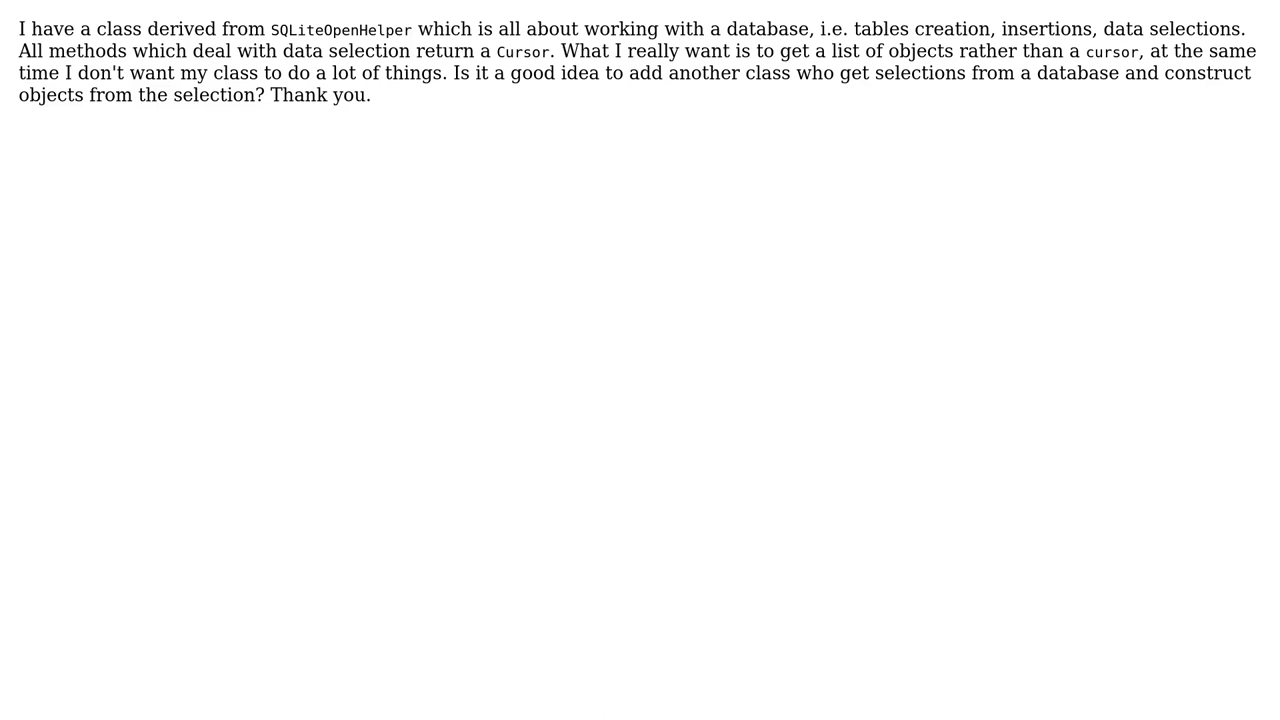 I have a class derived from SQLiteOpenHelper which is all about working with a database, i.e. tables creation, insertions, data selections.
All methods which deal with data selection return a Cursor. What I really want is to get a list of objects rather than a cursor, at the same
time I don't want my class to do a lot of things. Is it a good idea to add another class who get selections from a database and construct
objects from the selection? Thank you.